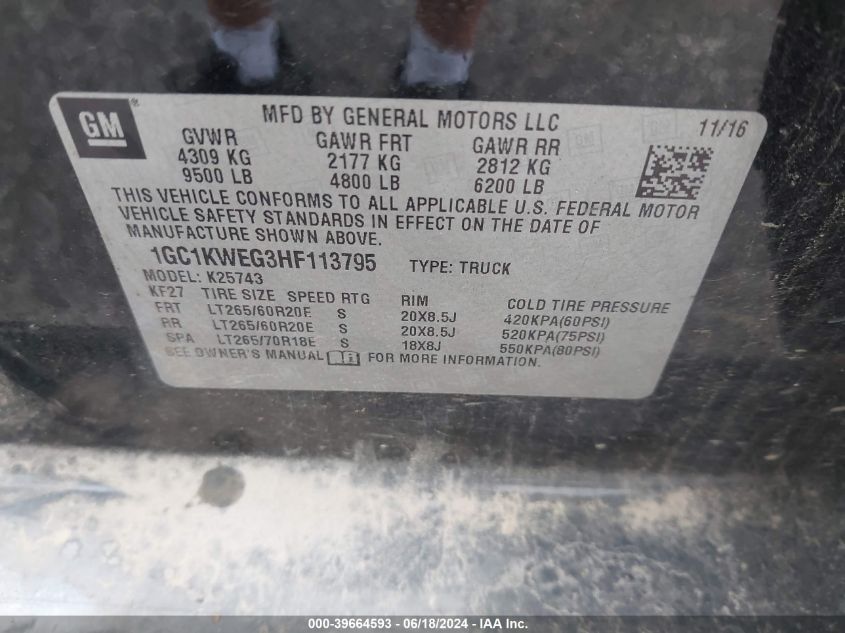 GM
®
MFD BY GENERAL MOTORS LLC
11/16
GVWR GAWR FRT GAWR RR
4309 KG 2177 KG 2812 KG
9500 LB 4800 LB 6200 LB
THIS VEHICLE CONFORMS TO ALL APPLICABLE U.S. FEDERAL MOTOR
VEHICLE SAFETY STANDARDS IN EFFECT ON THE DATE OF
MANUFACTURE SHOWN ABOVE.
1GC1KWEG3HF113795 TYPE: TRUCK
MODEL: K25743
KF27 TIRE SIZE SPEED RTG RIM COLD TIRE PRESSURE
FRT LT265/60R20E S 20X8.5J 420KPA(60PSI)
RR LT265/60R20E S 20X8.5J 520KPA(75PSI)
SPA LT265/70R18E S 18X8J 550KPA(80PSI)
SEE OWNER'S MANUAL FOR MORE INFORMATION.
000-39664593 - 06/18/2024 - IAA Inc.